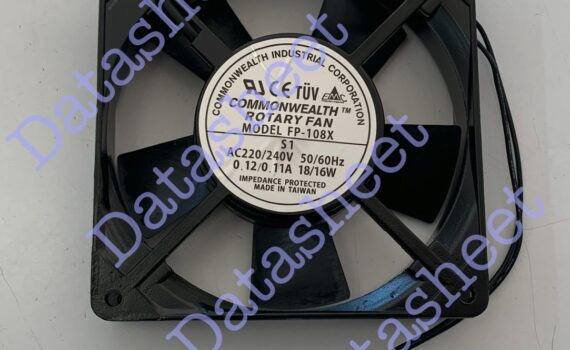 COMMONWEALTH INDUSTRIAL CORPORATION
CE TÜV
COMMONWEALTH™
ROTARY FAN
MODEL FP-108X
S1
AC220/240V 50/60Hz
0.12/0.11A 18/16W
IMPEDANCE PROTECTED
MADE IN TAIWAN
Datasheet
Datasheet
Datasheet
Datasheet
Datasheet